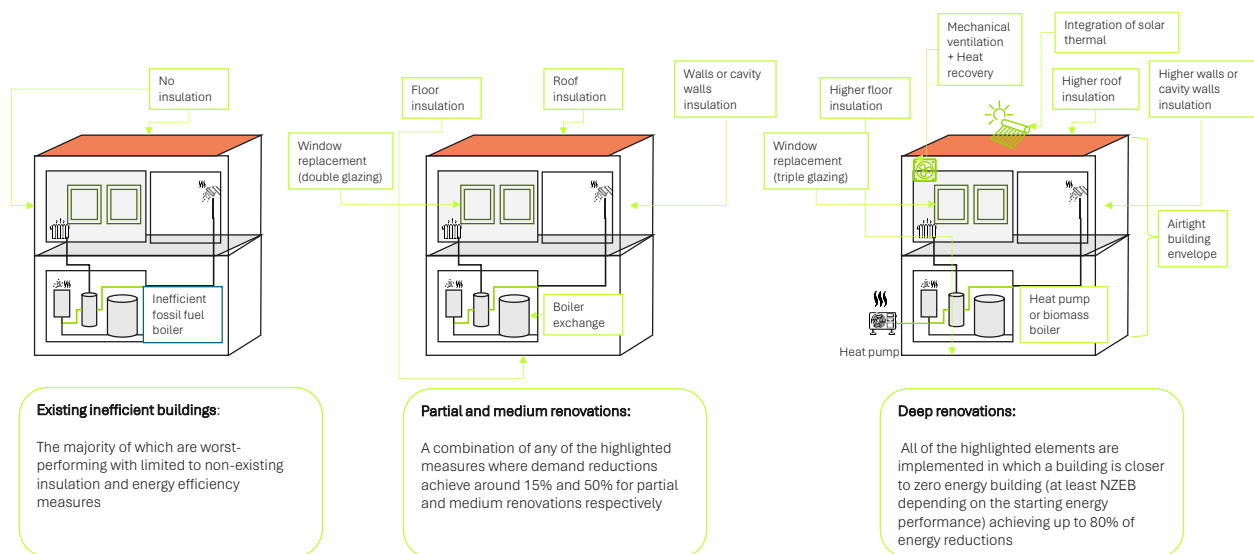 No
insulation
Inefficient
fossil fuel
boiler
Existing inefficient buildings:
The majority of which are worst-
performing with limited to non-existing
insulation and energy efficiency
measures
Floor
insulation
Roof
insulation
Walls or cavity
walls
insulation
Window
replacement
(double glazing)
Boiler
exchange
Partial and medium renovations:
A combination of any of the highlighted
measures where demand reductions
achieve around 15% and 50% for partial
and medium renovations respectively
Mechanical
ventilation
+ Heat
recovery
Integration of solar
thermal
Higher floor
insulation
Higher roof
insulation
Higher walls or
cavity walls
insulation
Window
replacement
(triple glazing)
Airtight
building
envelope
Heat pump
or biomass
boiler
Heat pump
Deep renovations:
All of the highlighted elements are
implemented in which a building is closer
to zero energy building (at least NZEB
depending on the starting energy
performance) achieving up to 80% of
energy reductions